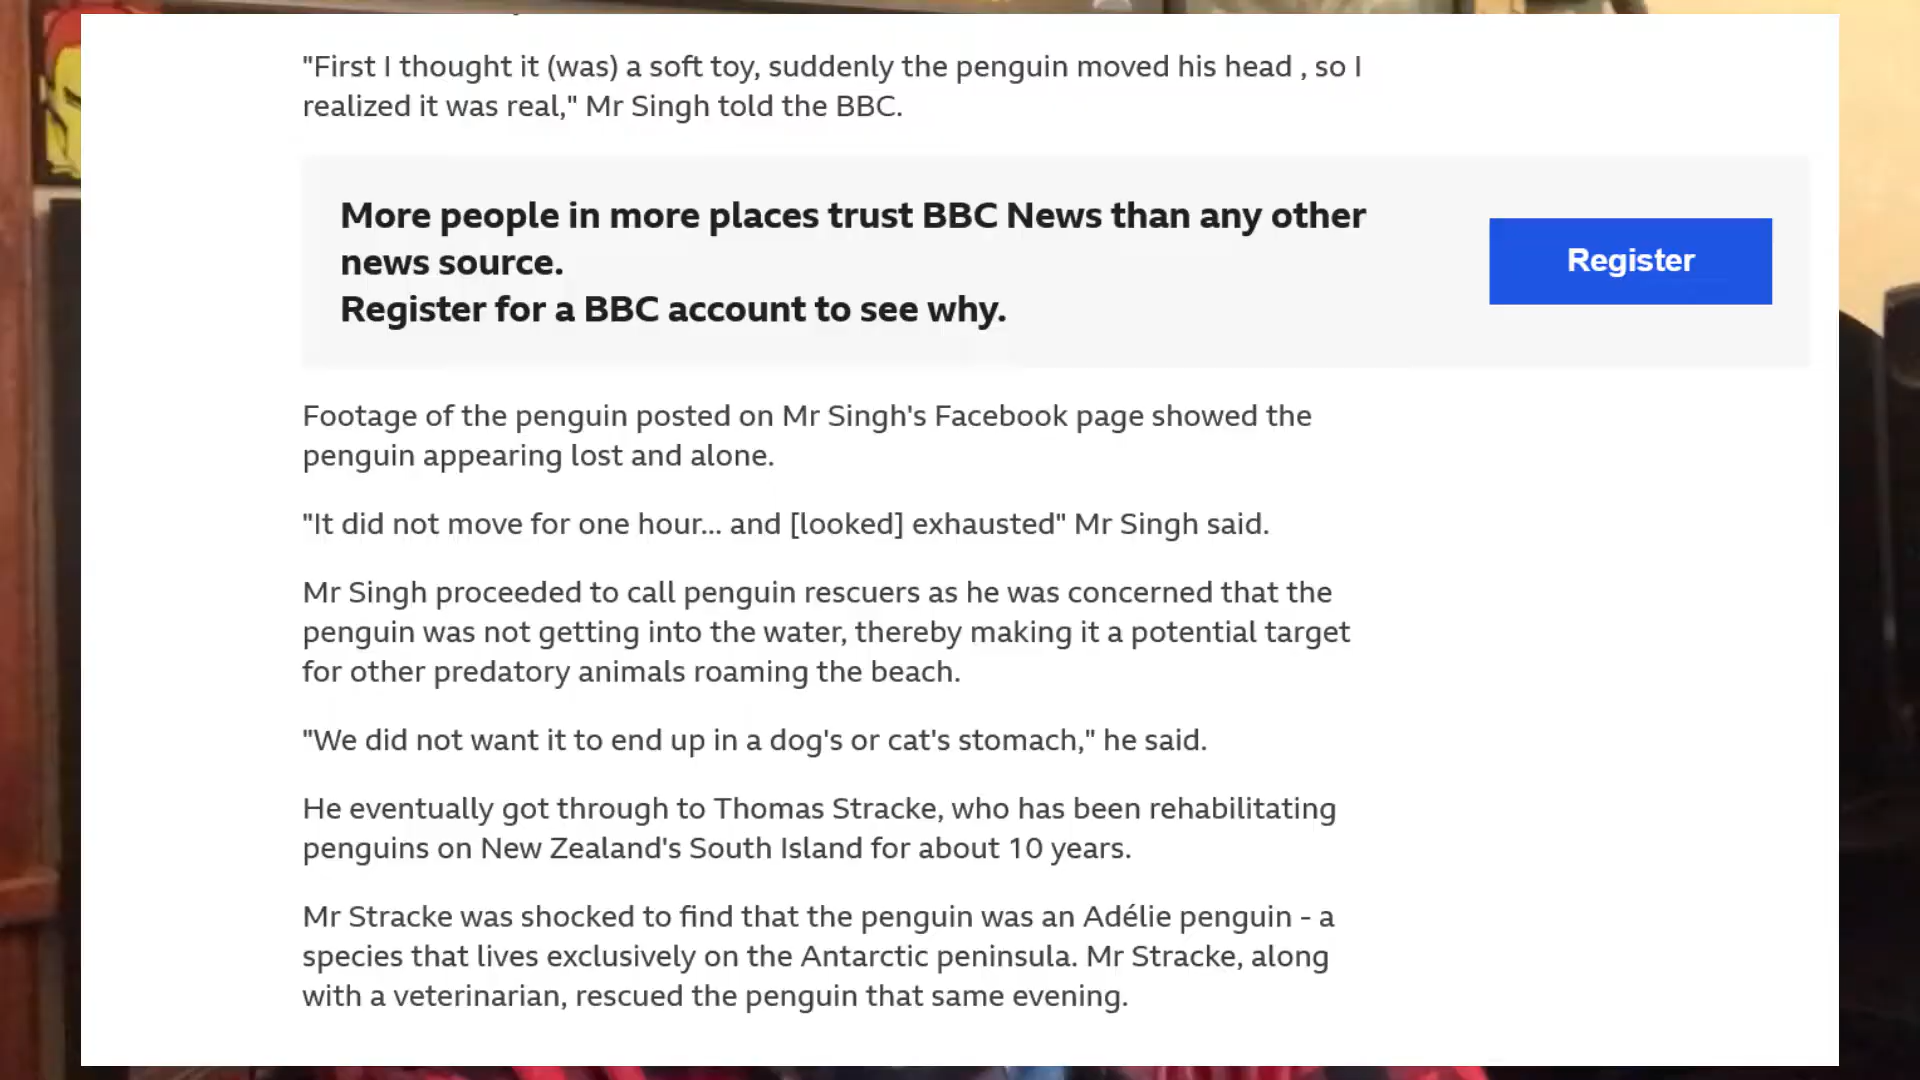 "First I thought it (was) a soft toy, suddenly the penguin moved his head , so I
realized it was real," Mr Singh told the BBC.
More people in more places trust BBC News than any other
news source.
Register for a BBC account to see why.
Register
Footage of the penguin posted on Mr Singh's Facebook page showed the
penguin appearing lost and alone.
"It did not move for one hour... and [looked] exhausted" Mr Singh said.
Mr Singh proceeded to call penguin rescuers as he was concerned that the
penguin was not getting into the water, thereby making it a potential target
for other predatory animals roaming the beach.
"We did not want it to end up in a dog's or cat's stomach," he said.
He eventually got through to Thomas Stracke, who has been rehabilitating
penguins on New Zealand's South Island for about 10 years.
Mr Stracke was shocked to find that the penguin was an Adélie penguin - a
species that lives exclusively on the Antarctic peninsula. Mr Stracke, along
with a veterinarian, rescued the penguin that same evening.